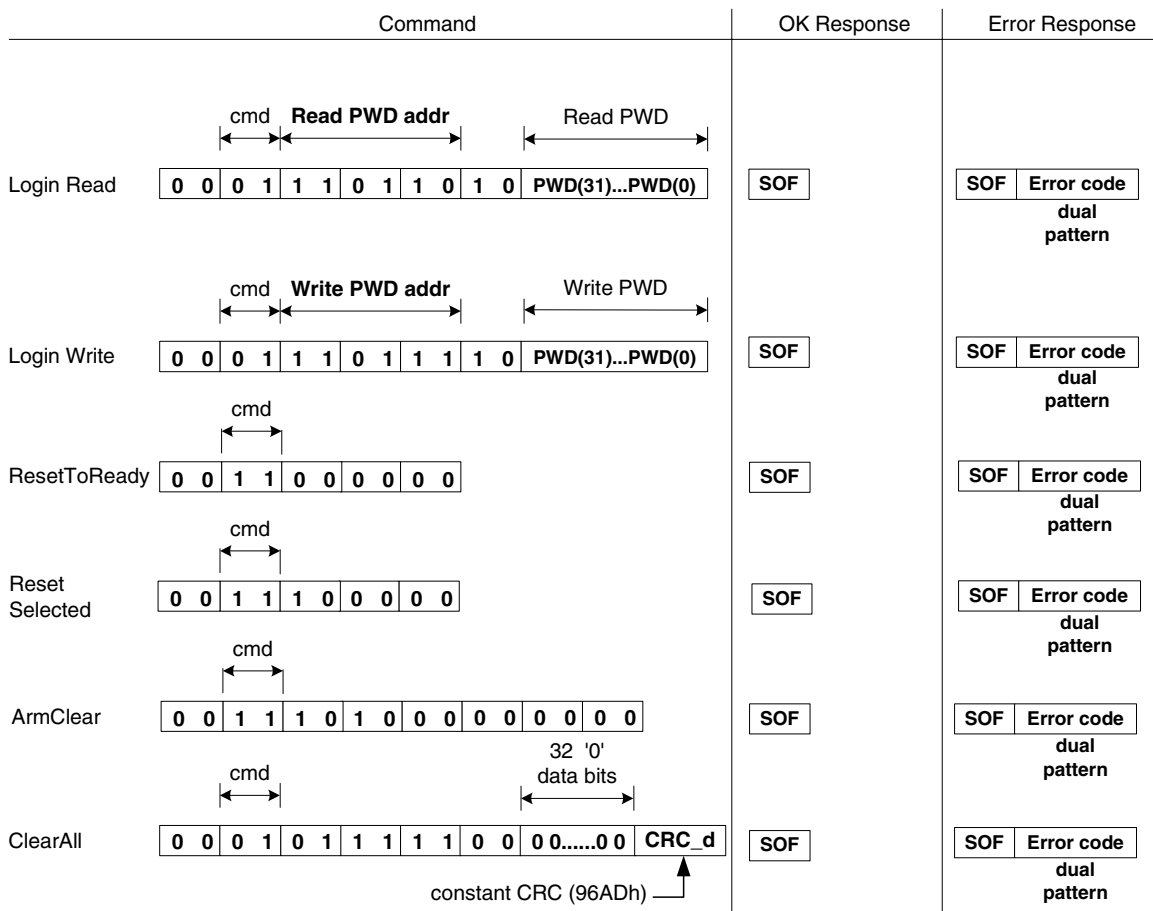 Command OK Response Error Response
cmd Read PWD addr Read PWD
Login Read 0 0 0 1 1 1 0 1 1 0 1 0 PWD(31)...PWD(0) SOF SOF Error code
dual
pattern
cmd Write PWD addr Write PWD
Login Write 0 0 0 1 1 1 0 1 1 1 1 0 PWD(31)...PWD(0) SOF SOF Error code
dual
pattern
cmd
ResetToReady 0 0 1 1 0 0 0 0 0 0 SOF SOF Error code
dual
pattern
cmd
Reset
Selected 0 0 1 1 1 0 0 0 0 0 SOF SOF Error code
dual
pattern
cmd
ArmClear 0 0 1 1 1 0 1 0 0 0 0 0 0 0 0 0 SOF SOF Error code
dual
pattern
32 '0'
data bits
cmd
ClearAll 0 0 0 1 0 1 1 1 1 1 0 0 0 0......0 0 CRC_d SOF SOF Error code
dual
pattern
constant CRC (96ADh)